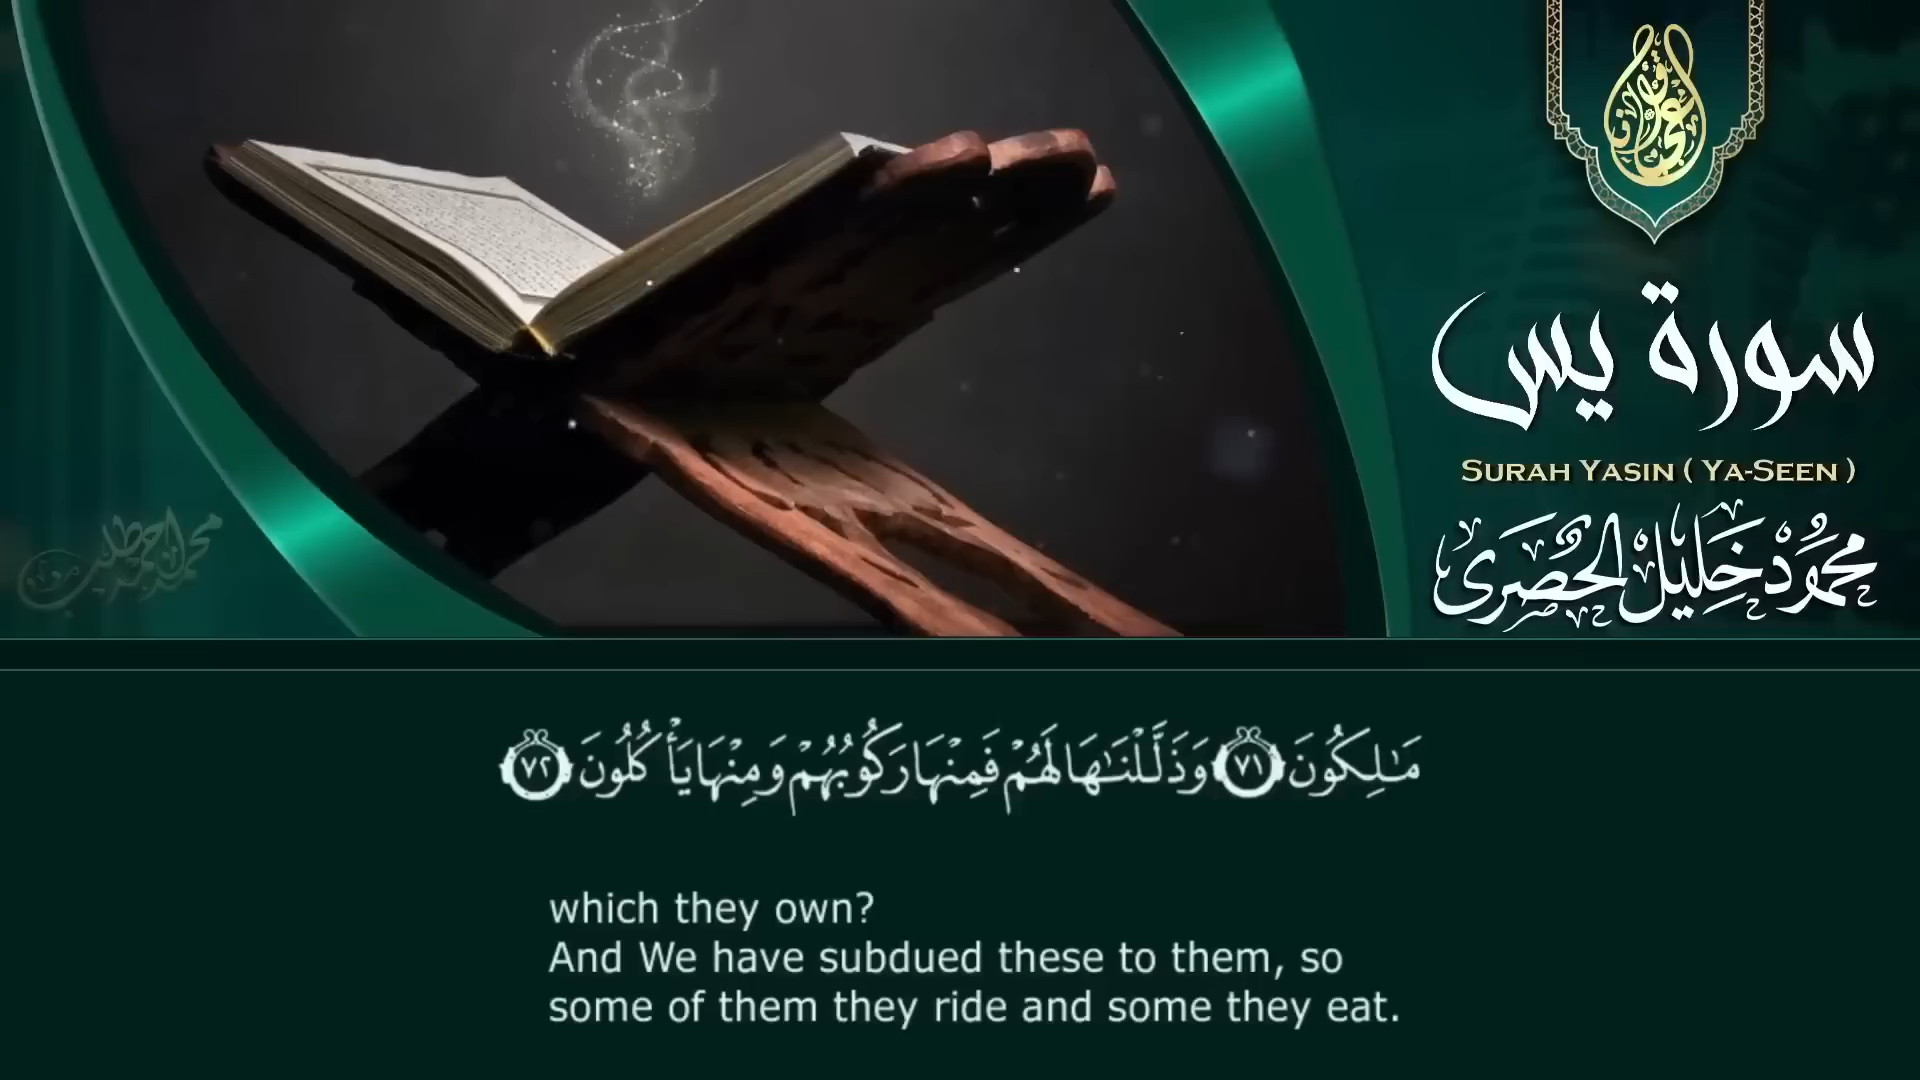 سورة يس
SURAH YASIN ( YA-SEEN )
محمود خليل الحصرى
مَـٰلِكُونَ ٧١ وَذَلَّلْنَـٰهَا لَهُمْ فَمِنْهَا رَكُوبُهُمْ وَمِنْهَا يَأْكُلُونَ ٧٢
which they own?
And We have subdued these to them, so
some of them they ride and some they eat.